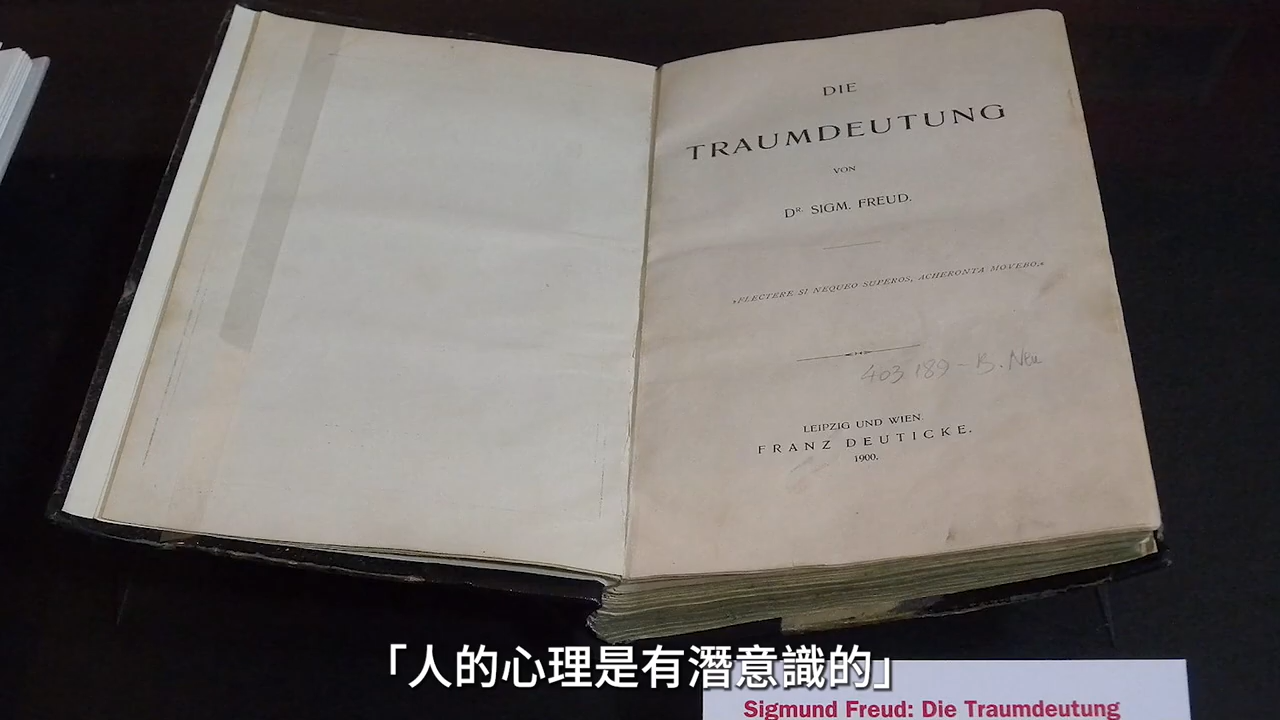 DIE
TRAUMDEUTUNG
VON
DR. SIGM. FREUD.
»FLECTERE SI NEQUEO SUPEROS, ACHERONTA MOVEBO.«
403 189 - B. Neu
LEIPZIG UND WIEN.
FRANZ DEUTICKE.
1900.
「人的心理是有潛意識的」
Sigmund Freud: Die Traumdeutung